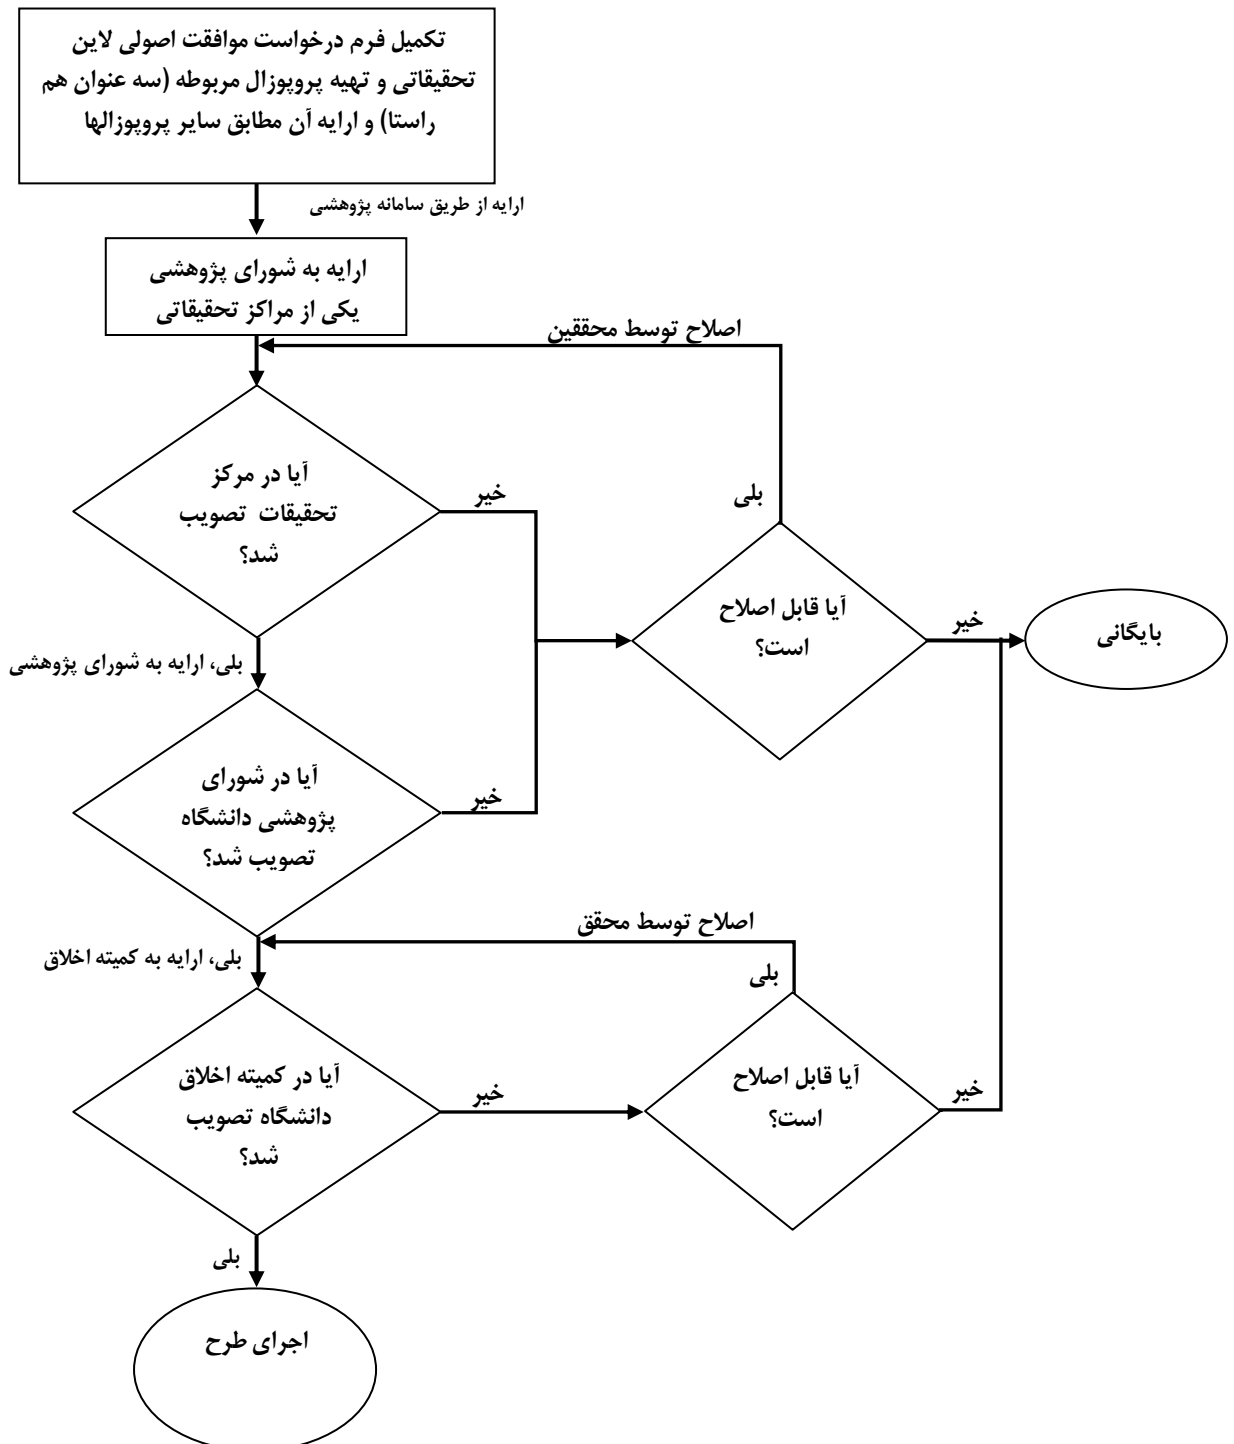 تکمیل فرم درخواست موافقت اصولی لاین
تحقیقاتی و تهیه پروپوزال مربوطه (سه عنوان هم
راستا) و ارایه آن مطابق سایر پروپوزالها
ارایه از طریق سامانه پژوهشی
ارایه به شورای پژوهشی
یکی از مراکز تحقیقاتی
اصلاح توسط محققین
آیا در مرکز
تحقیقات تصویب
شد؟
خیر
بلی
آیا قابل اصلاح
است؟
خیر
بایگانی
بلی، ارایه به شورای پژوهشی
آیا در شورای
پژوهشی دانشگاه
تصویب شد؟
خیر
اصلاح توسط محقق
بلی، ارایه به کمیته اخلاق
بلی
آیا در کمیته اخلاق
دانشگاه تصویب
شد؟
خیر
آیا قابل اصلاح
است؟
خیر
بلی
اجرای طرح